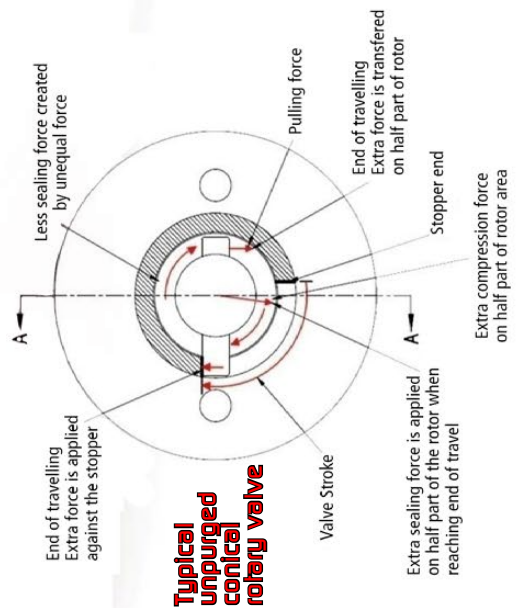 Less sealing force created
by unequal force
Pulling force
End of travelling
Extra force is transfered
on half part of rotor
Stopper end
Extra compression force
on half part of rotor area
A
A
End of travelling
Extra force is applied
against the stopper
Typical
unpurged
conical
rotary valve
Valve Stroke
Extra sealing force is applied
on half part of the rotor when
reaching end of travel